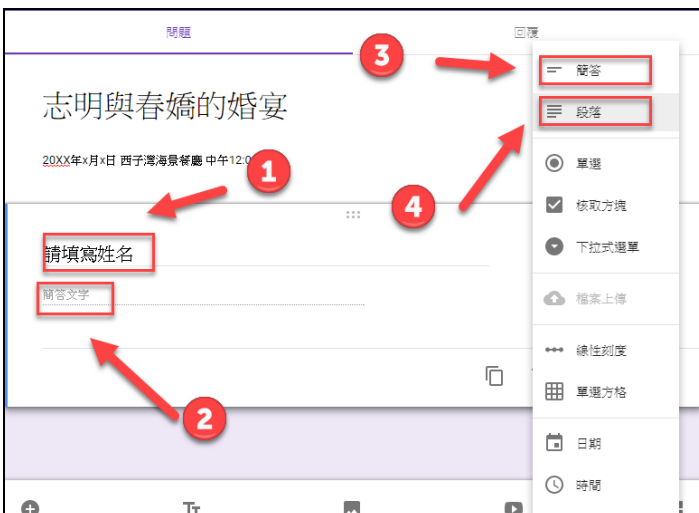 問題
回覆
3
簡答
志明與春嬌的婚宴
段落
20XX年x月x日 西子灣海景餐廳 中午12:0
1
單選
4
核取方塊
請填寫姓名
下拉式選單
簡答文字
檔案上傳
線性刻度
2
單選方格
日期
時間
Tт